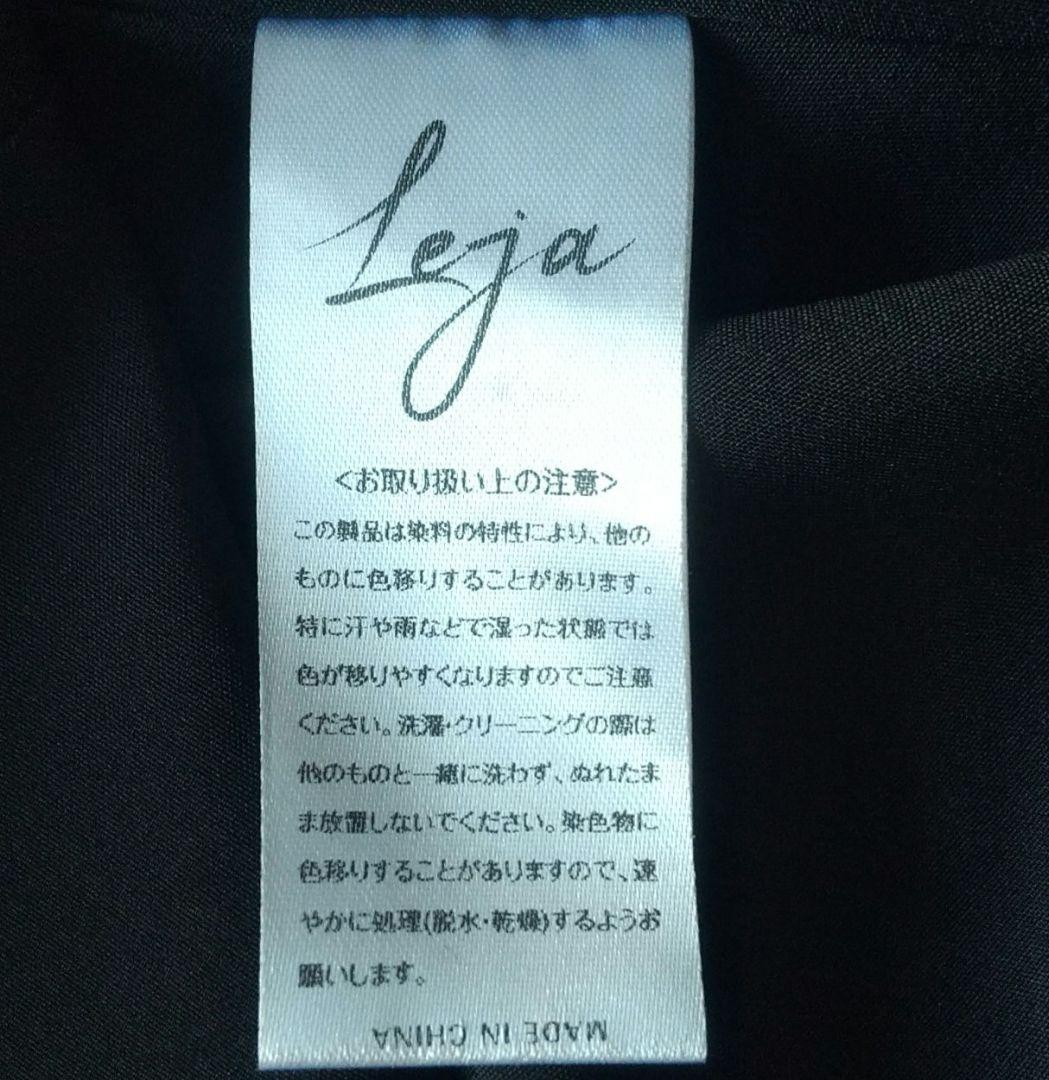 Leja
<お取り扱い上の注意>
この製品は染料の特性により、他の
ものに色移りすることがあります。
特に汗や雨などで湿った状態では
色が移りやすくなりますのでご注意
ください。洗濯・クリーニングの際は
他のものと一緒に洗わず、ぬれたま
ま放置しないでください。染色物に
色移りすることがありますので、速
やかに処理(脱水・乾燥)するようお
願いします。
MADE IN CHINA